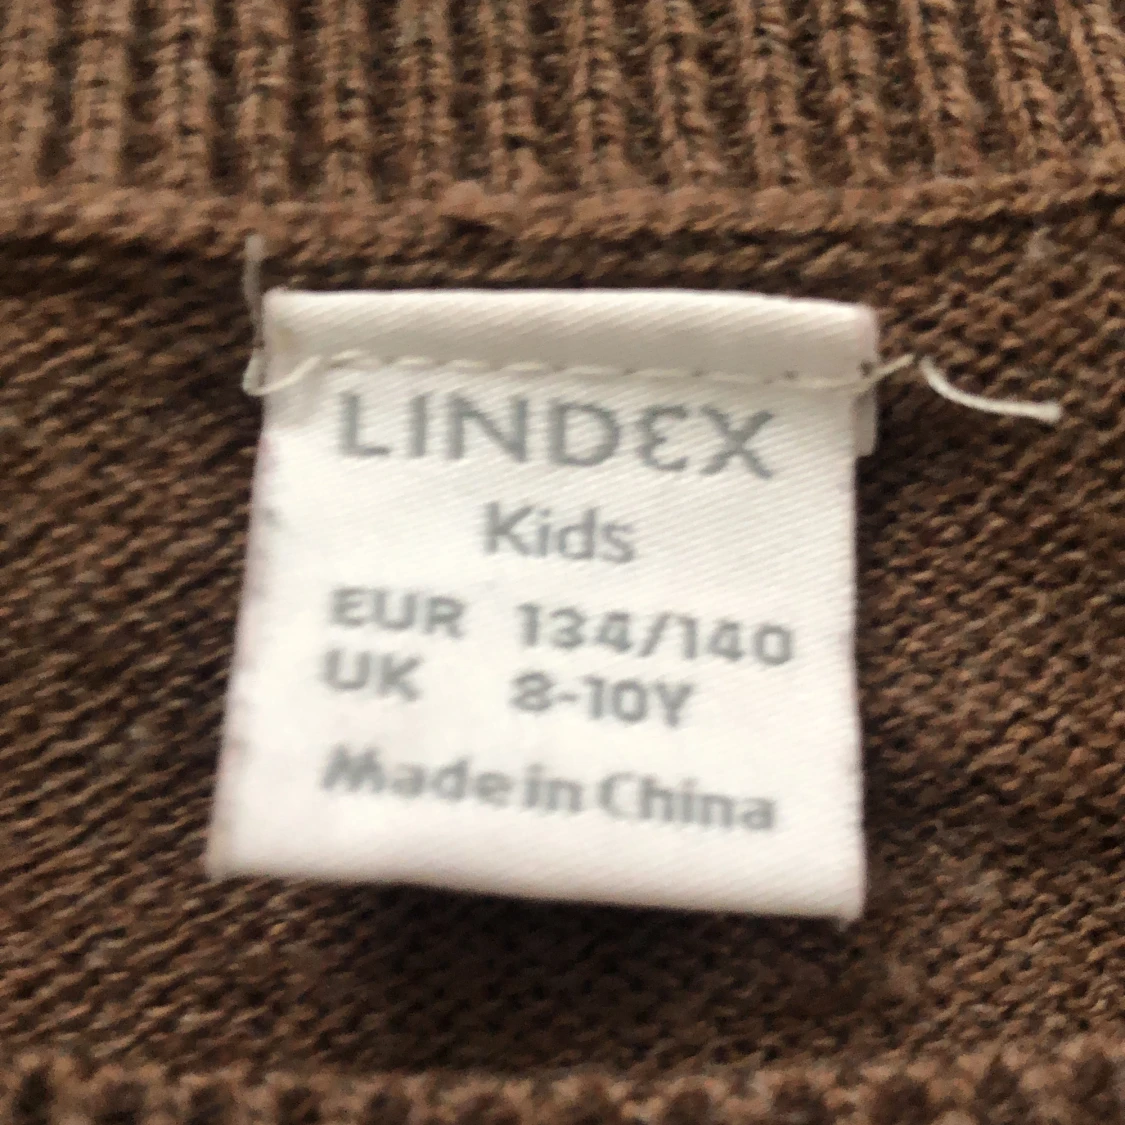 LINDEX
Kids
EUR 134/140
UK 8-10Y
Made in China